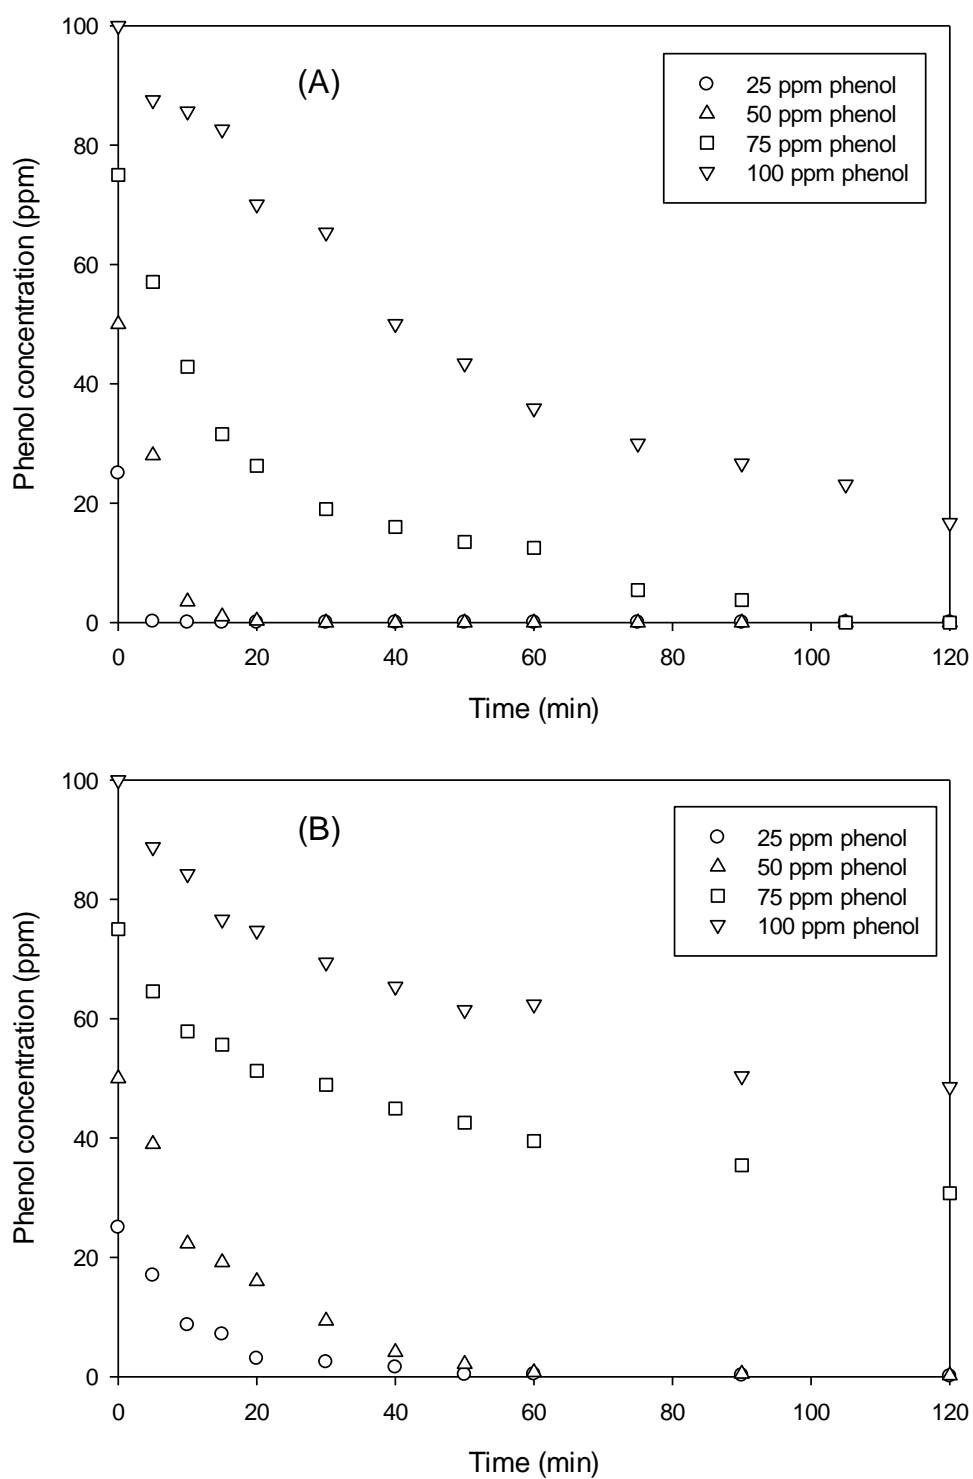 100
80
60
40
20
0
Phenol concentration (ppm)
(A)
25 ppm phenol
50 ppm phenol
75 ppm phenol
100 ppm phenol
0 20 40 60 80 100 120
Time (min)
100
80
60
40
20
0
Phenol concentration (ppm)
(B)
25 ppm phenol
50 ppm phenol
75 ppm phenol
100 ppm phenol
0 20 40 60 80 100 120
Time (min)